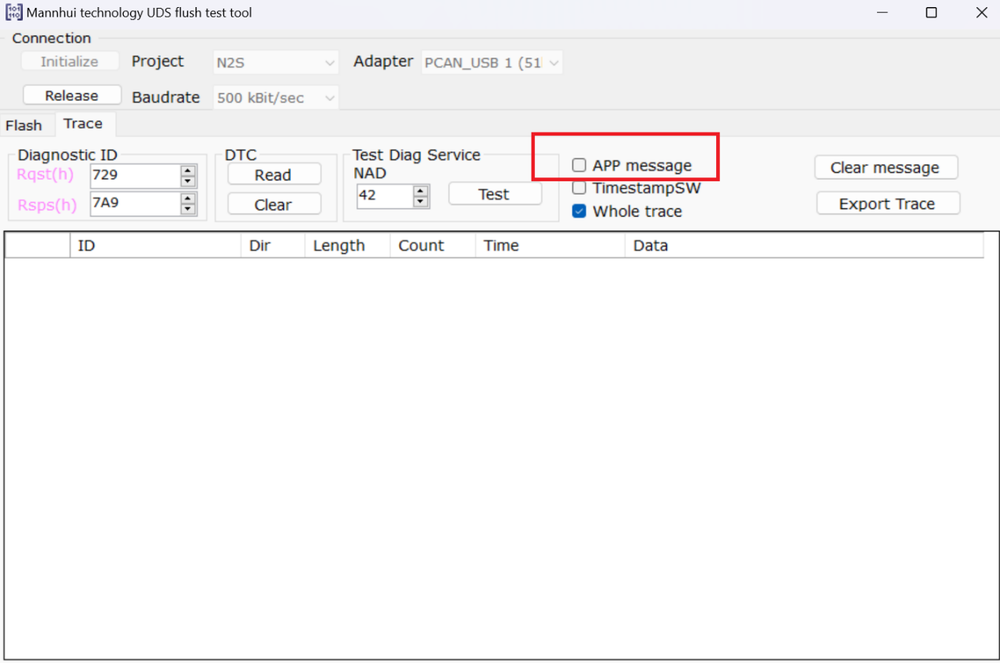 Mannhui technology UDS flush test tool
Connection
Initialize Project N2S Adapter PCAN_USB 1 (51
Release Baudrate 500 kBit/sec
Flash Trace
Diagnostic ID DTC Test Diag Service
Rqst(h) 729 Read NAD APP message Clear message
Rsps(h) 7A9 Clear 42 Test TimestampSW Export Trace
Whole trace
ID Dir Length Count Time Data